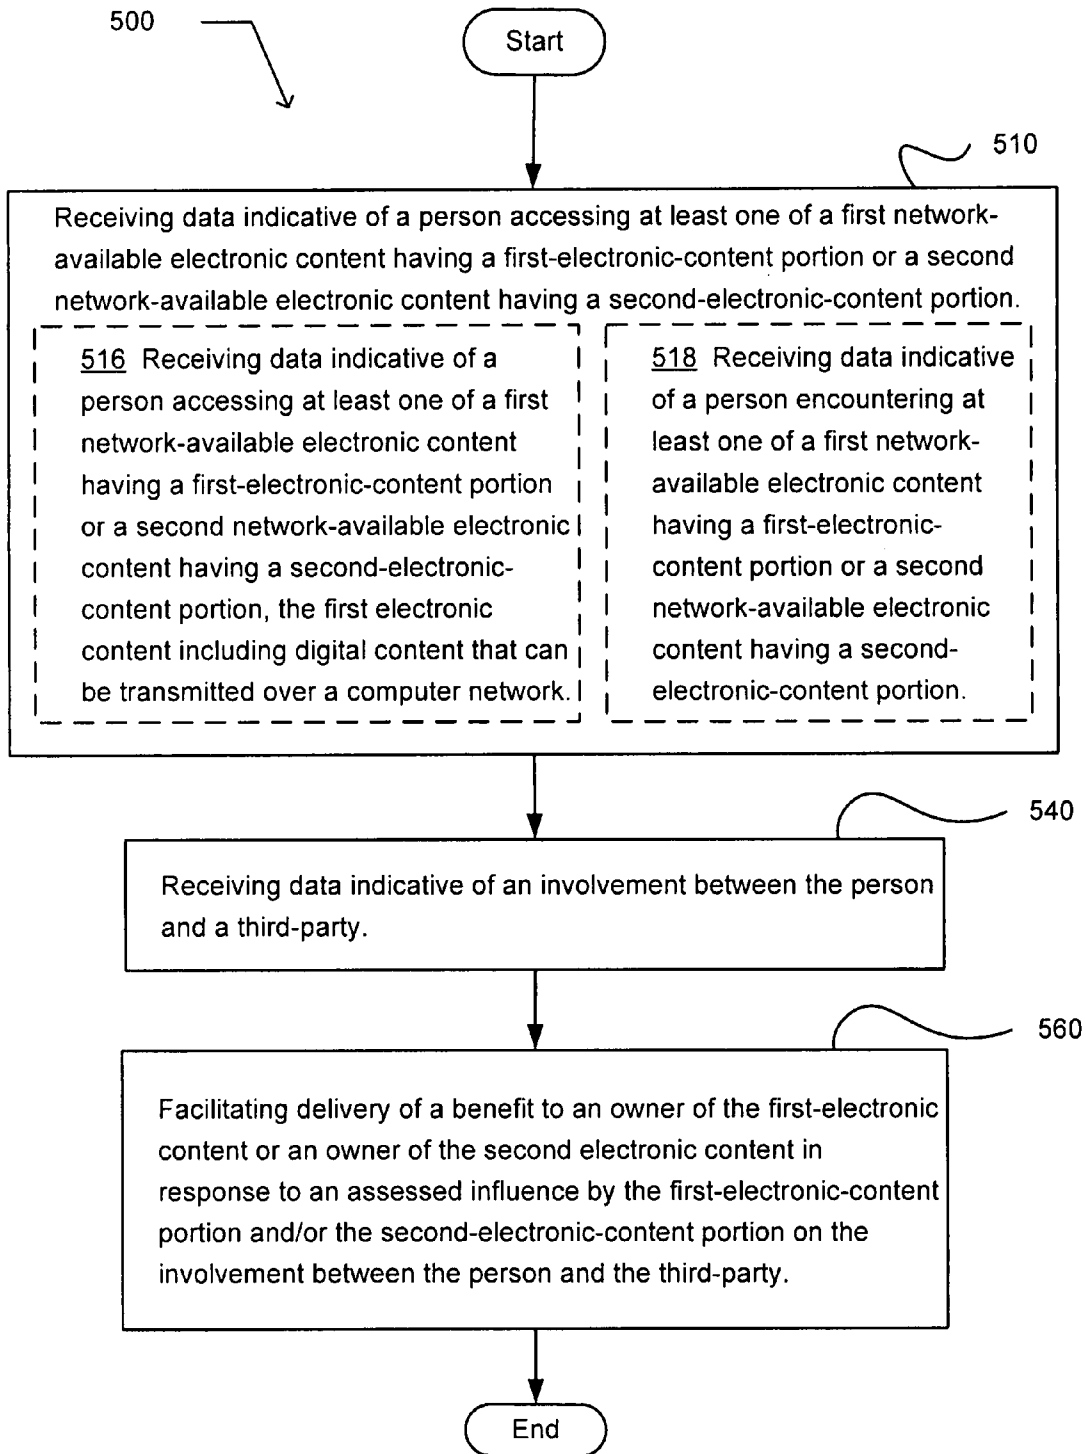 500
Start
510
Receiving data indicative of a person accessing at least one of a first network-
available electronic content having a first-electronic-content portion or a second
network-available electronic content having a second-electronic-content portion.
516 Receiving data indicative of a
person accessing at least one of a first
network-available electronic content
having a first-electronic-content portion
or a second network-available electronic
content having a second-electronic-
content portion, the first electronic
content including digital content that can
be transmitted over a computer network.
518 Receiving data indicative
of a person encountering at
least one of a first network-
available electronic content
having a first-electronic-
content portion or a second
network-available electronic
content having a second-
electronic-content portion.
540
Receiving data indicative of an involvement between the person
and a third-party.
560
Facilitating delivery of a benefit to an owner of the first-electronic
content or an owner of the second electronic content in
response to an assessed influence by the first-electronic-content
portion and/or the second-electronic-content portion on the
involvement between the person and the third-party.
End